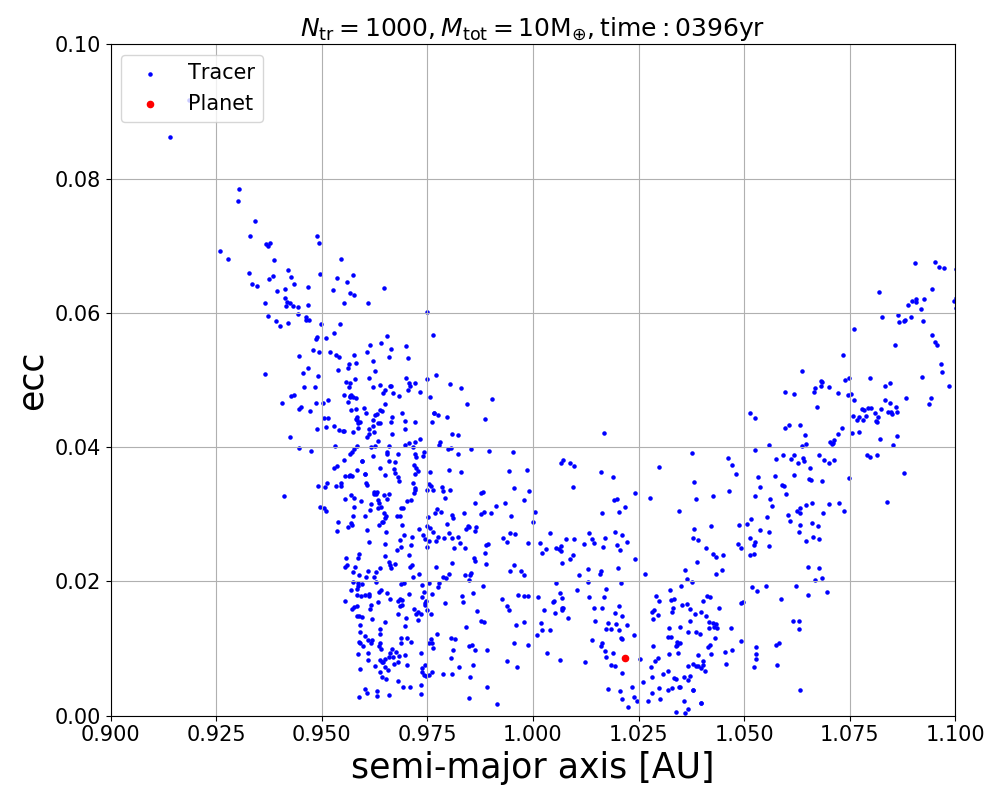 N_tr = 1000, M_tot = 10M_⊕, time : 0396yr
Tracer
Planet
0.10
0.08
0.06
0.04
0.02
0.00
ecc
0.900 0.925 0.950 0.975 1.000 1.025 1.050 1.075 1.100
semi-major axis [AU]